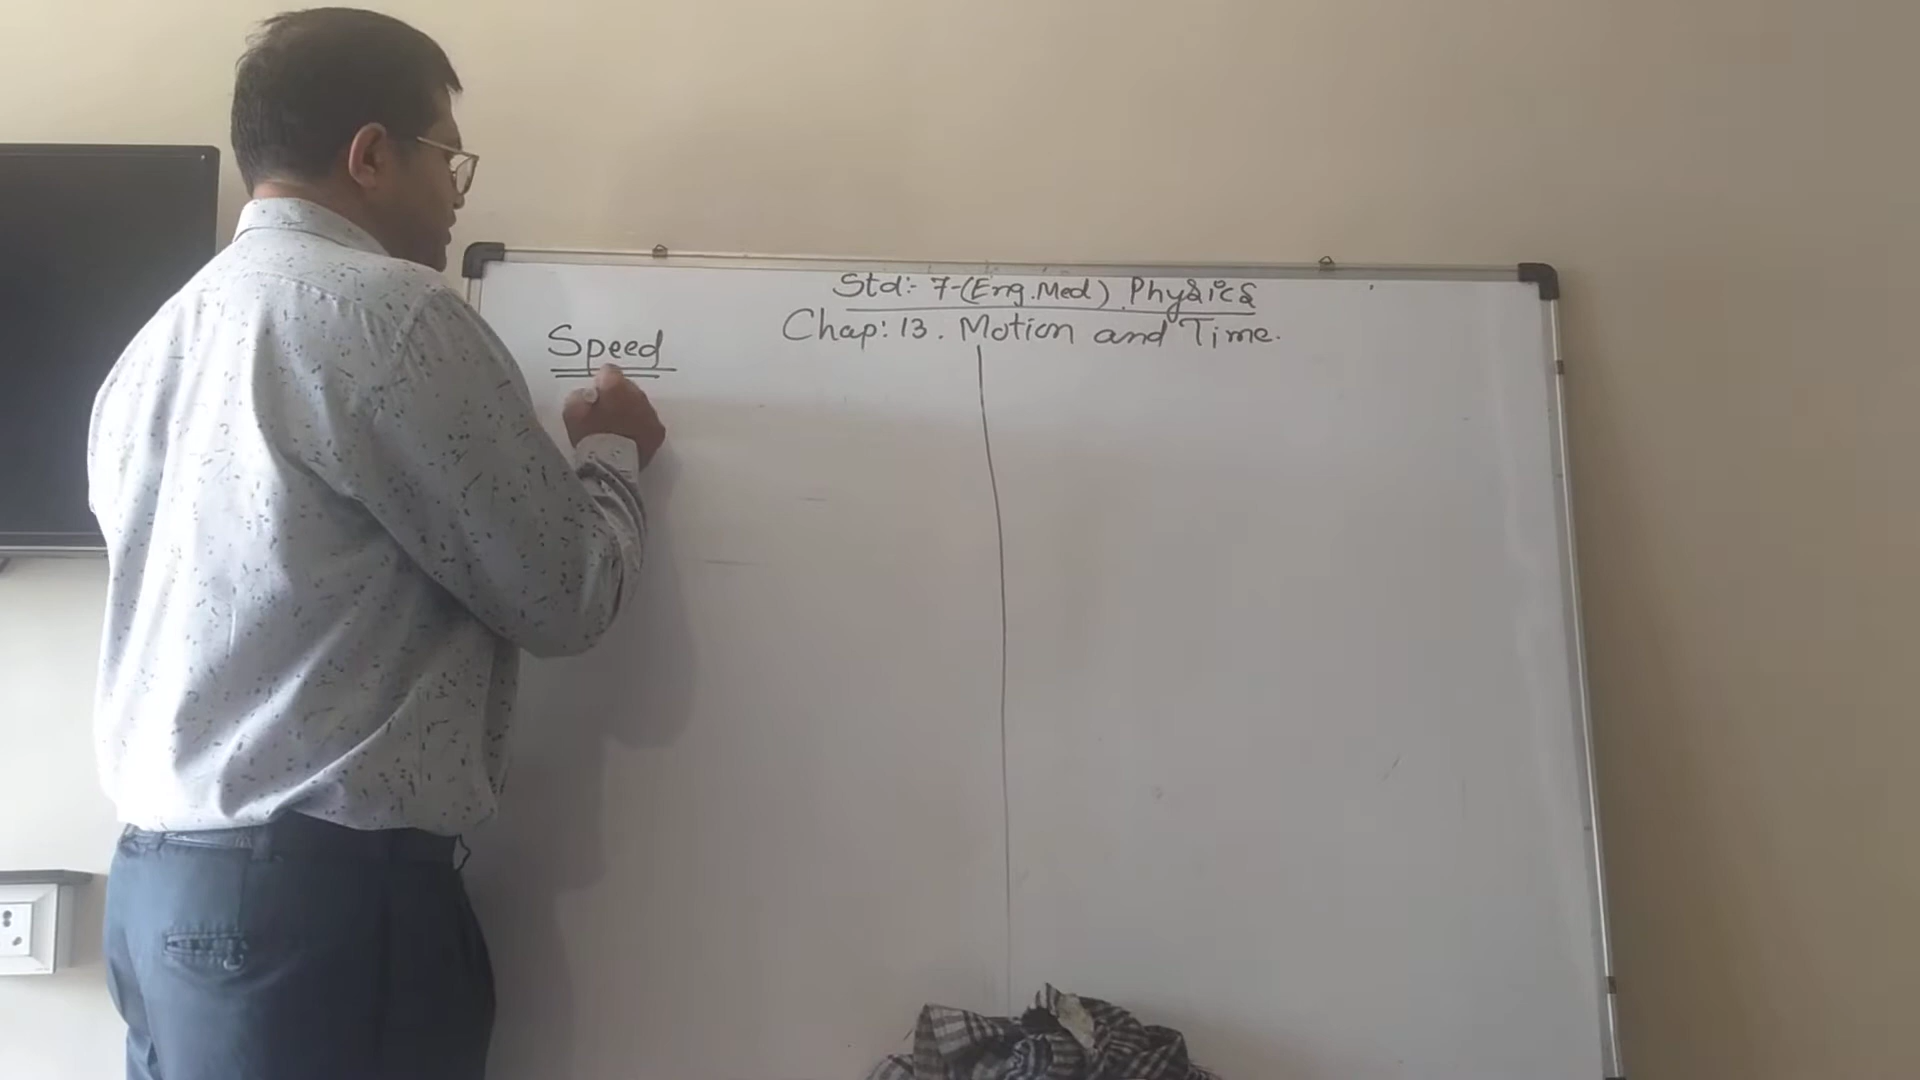 Std:- 7-(Eng.Med) Physics
Chap: 13. Motion and Time.
Speed